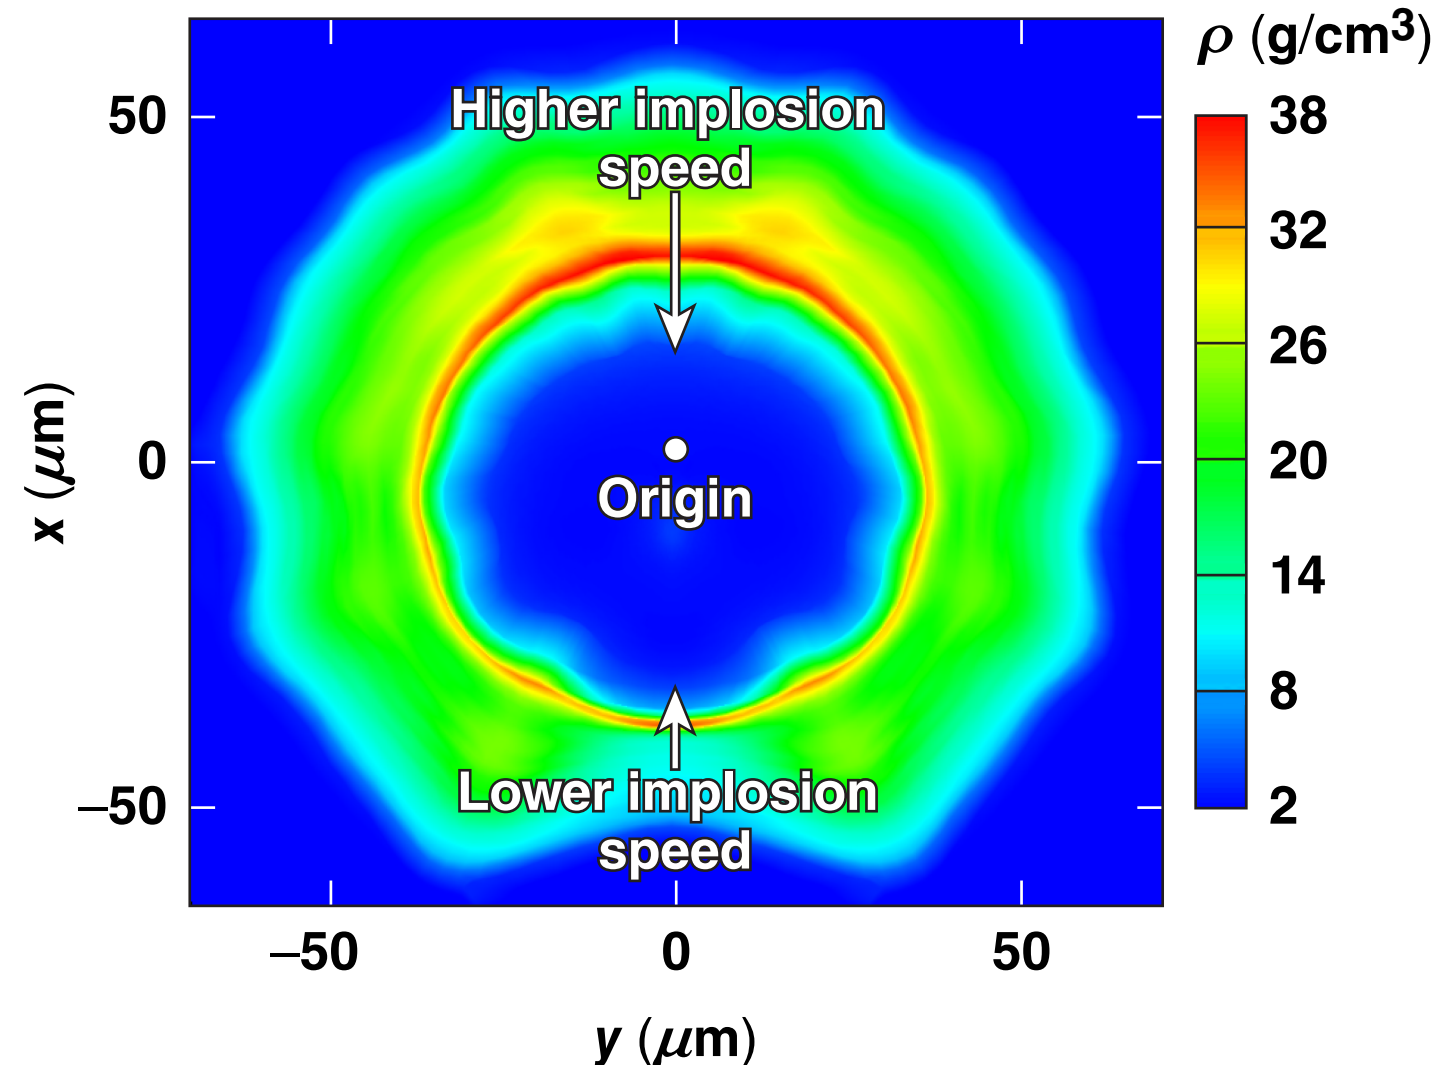 ρ (g/cm³)
Higher implosion
speed
Origin
Lower implosion
speed
50
0
–50
x (μm)
–50
0
50
y (μm)
38
32
26
20
14
8
2